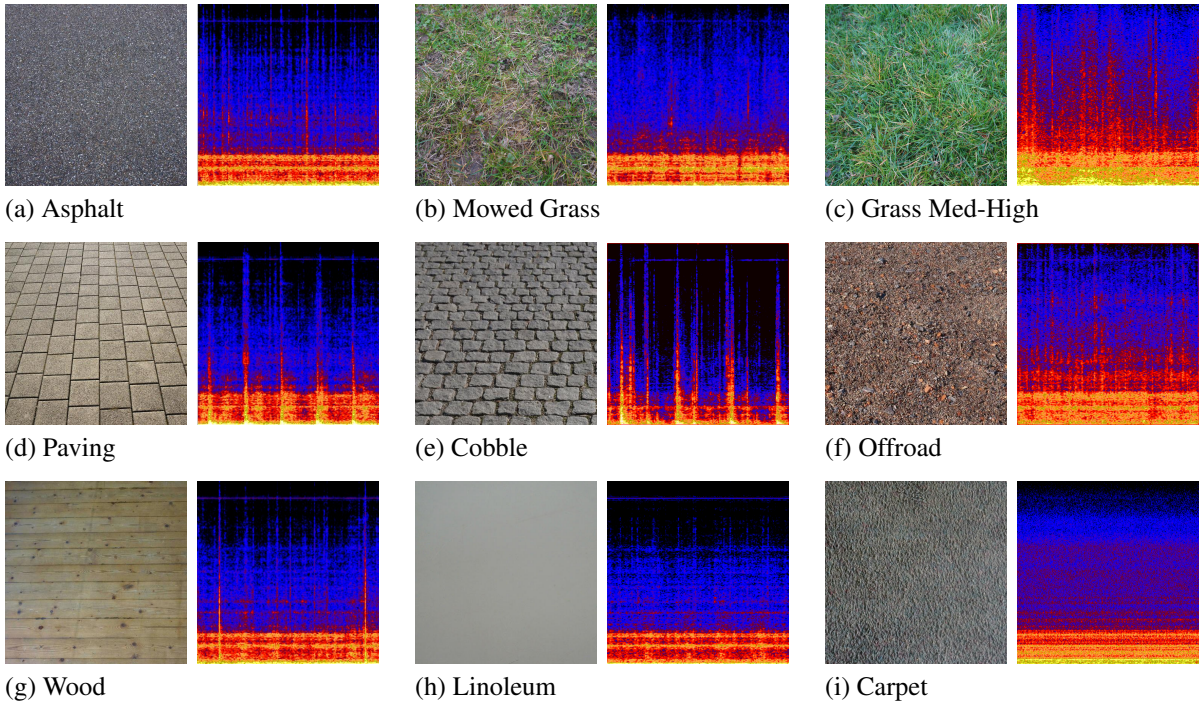 (a) Asphalt
(b) Mowed Grass
(c) Grass Med-High
(d) Paving
(e) Cobble
(f) Offroad
(g) Wood
(h) Linoleum
(i) Carpet